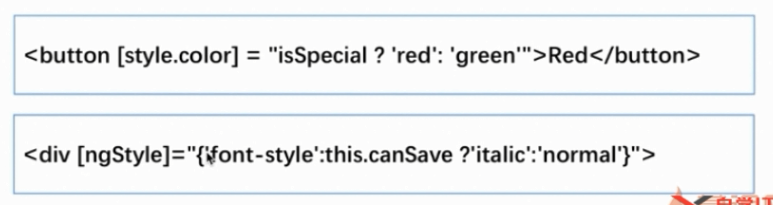 <button [style.color] = "isSpecial ? 'red': 'green'">Red</button>
<div [ngStyle]="{'font-style':this.canSave ?'italic':'normal'}">